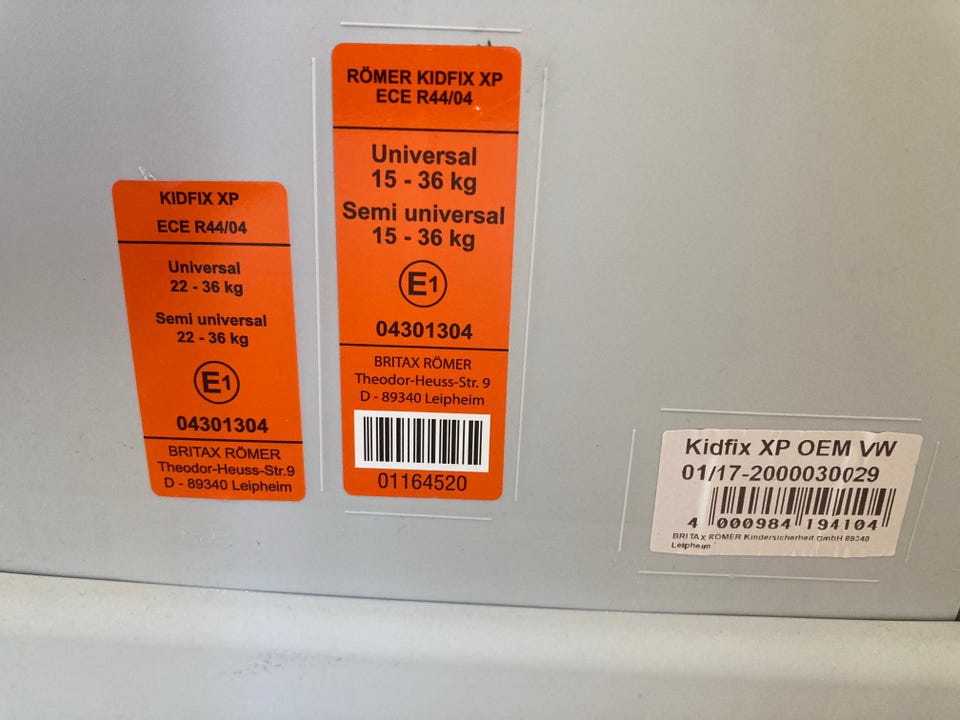 KIDFIX XP
ECE R44/04
Universal
22 - 36 kg
Semi universal
22 - 36 kg
E1
04301304
BRITAX RÖMER
Theodor-Heuss-Str.9
D - 89340 Leipheim
RÖMER KIDFIX XP
ECE R44/04
Universal
15 - 36 kg
Semi universal
15 - 36 kg
E1
04301304
BRITAX RÖMER
Theodor-Heuss-Str. 9
D - 89340 Leipheim
01164520
Kidfix XP OEM VW
01/17-2000030029
4 000984 194104
BRITAX RÖMER Kindersicherheit GmbH 89340
Leipheim